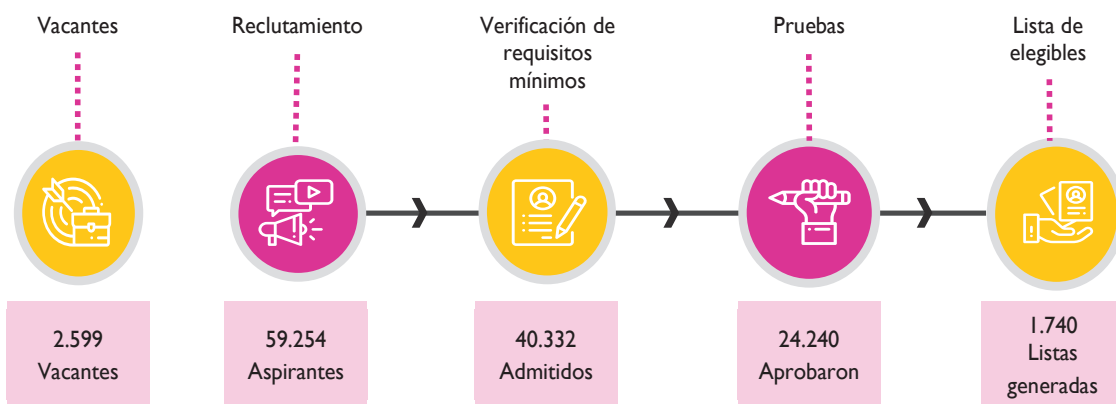 Vacantes
Reclutamiento
Verificación de
requisitos
mínimos
Pruebas
Lista de
elegibles
2.599
Vacantes
59.254
Aspirantes
40.332
Admitidos
24.240
Aprobaron
1.740
Listas
generadas